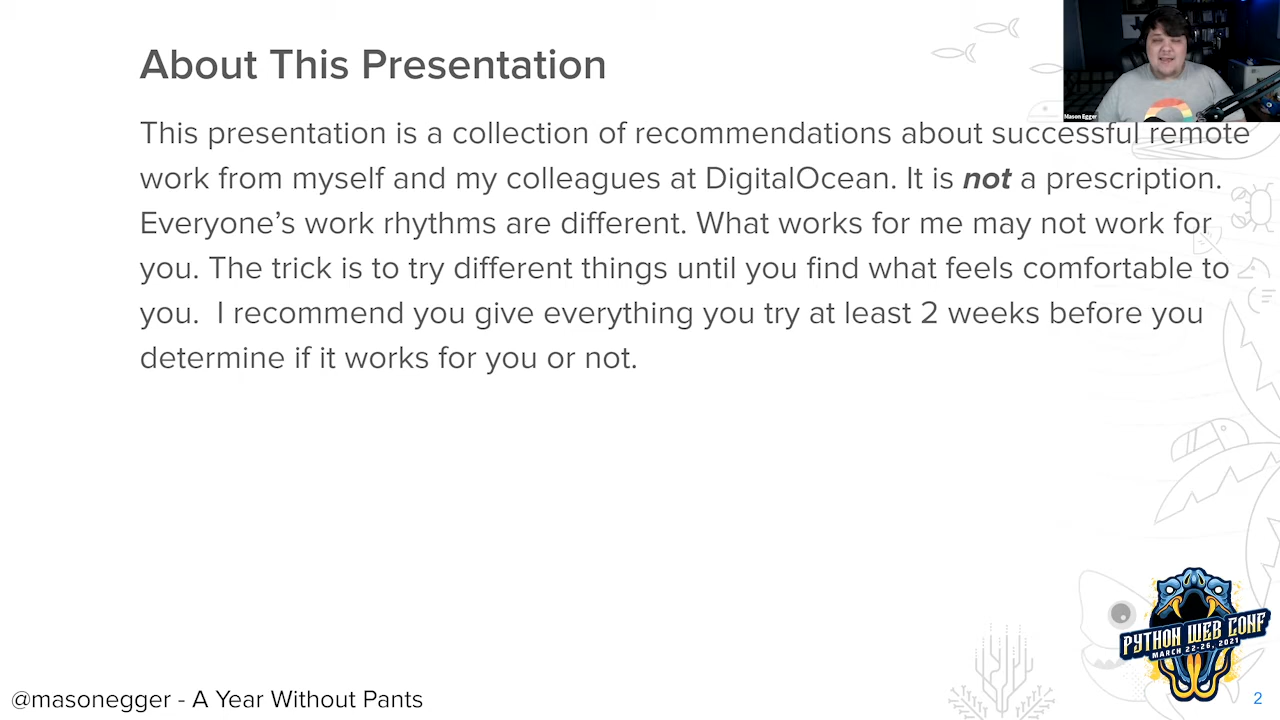 About This Presentation
This presentation is a collection of recommendations about successful remote
work from myself and my colleagues at DigitalOcean. It is not a prescription.
Everyone’s work rhythms are different. What works for me may not work for
you. The trick is to try different things until you find what feels comfortable to
you.  I recommend you give everything you try at least 2 weeks before you
determine if it works for you or not.
Mason Egger
PYTHON WEB CONF
MARCH 22-26, 2021
@masonegger - A Year Without Pants
2